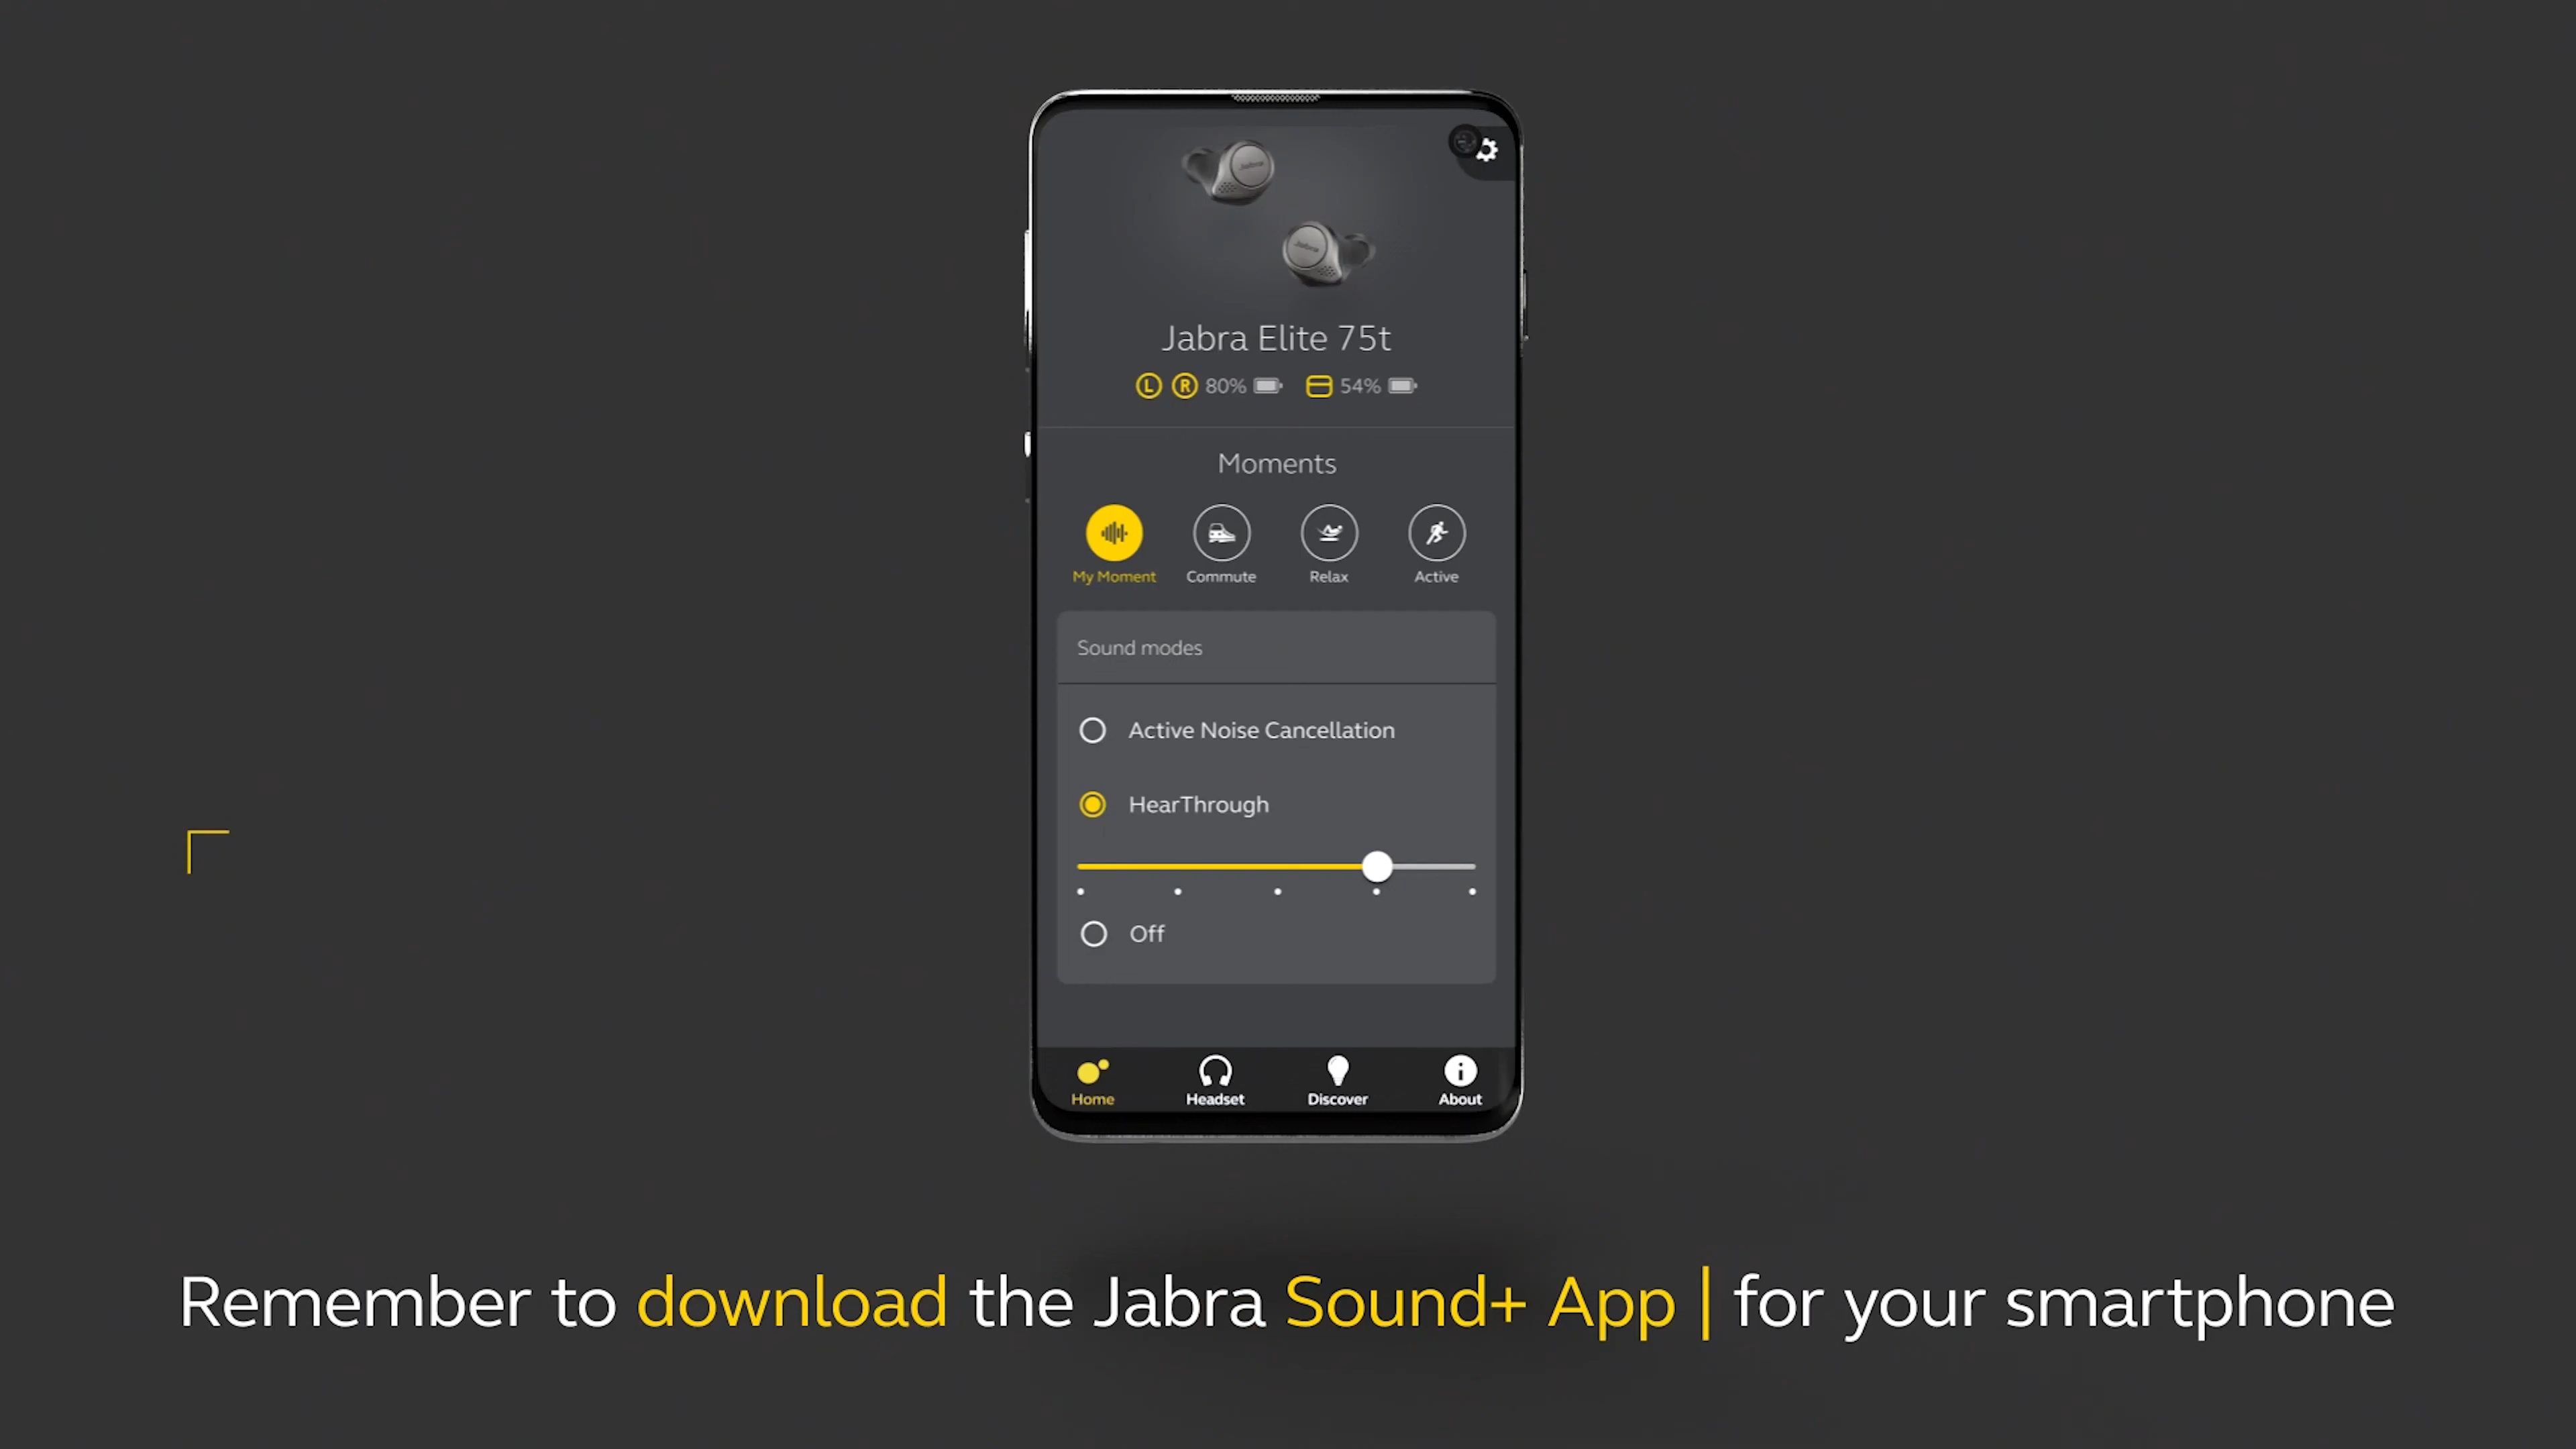 Jabra Elite 75t
L R 80% 54%
Moments
My Moment Commute Relax Active
Sound modes
Active Noise Cancellation
HearThrough
Off
Home Headset Discover About
Remember to download the Jabra Sound+ App | for your smartphone